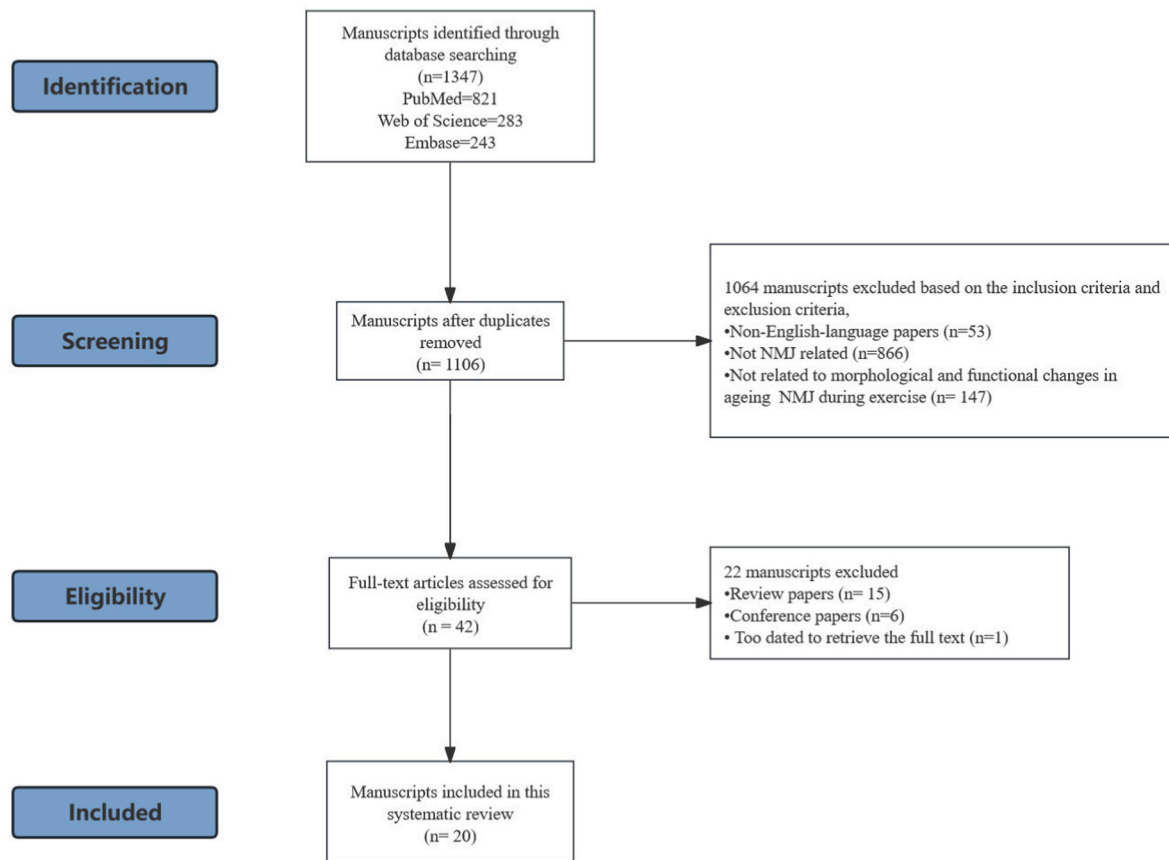 Identification
Manuscripts identified through
database searching
(n=1347)
PubMed=821
Web of Science=283
Embase=243
Screening
Manuscripts after duplicates
removed
(n= 1106)
1064 manuscripts excluded based on the inclusion criteria and
exclusion criteria,
•Non-English-language papers (n=53)
•Not NMJ related (n=866)
•Not related to morphological and functional changes in
ageing NMJ during exercise (n= 147)
Eligibility
Full-text articles assessed for
eligibility
(n = 42)
22 manuscripts excluded
•Review papers (n= 15)
•Conference papers (n=6)
• Too dated to retrieve the full text (n=1)
Included
Manuscripts included in this
systematic review
(n= 20)